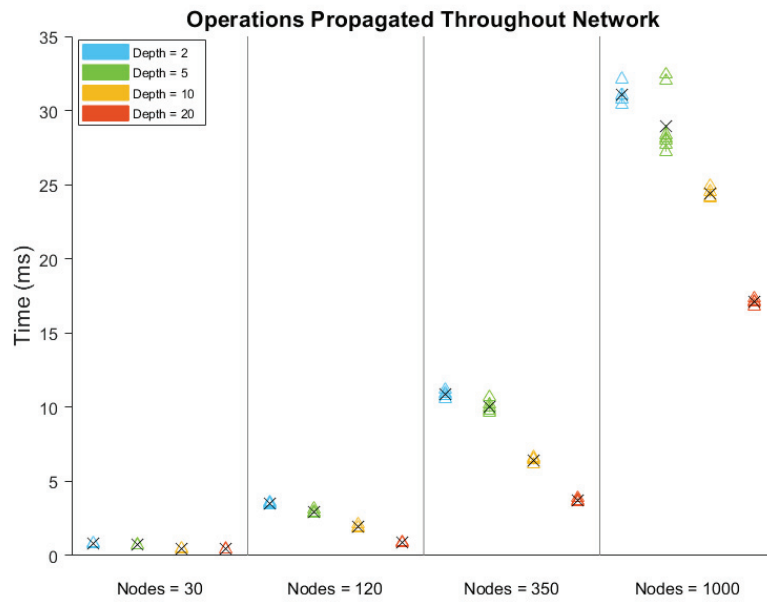 Operations Propagated Throughout Network
35
30
25
20
15
10
5
0
Time (ms)
Depth = 2
Depth = 5
Depth = 10
Depth = 20
Nodes = 30
Nodes = 120
Nodes = 350
Nodes = 1000